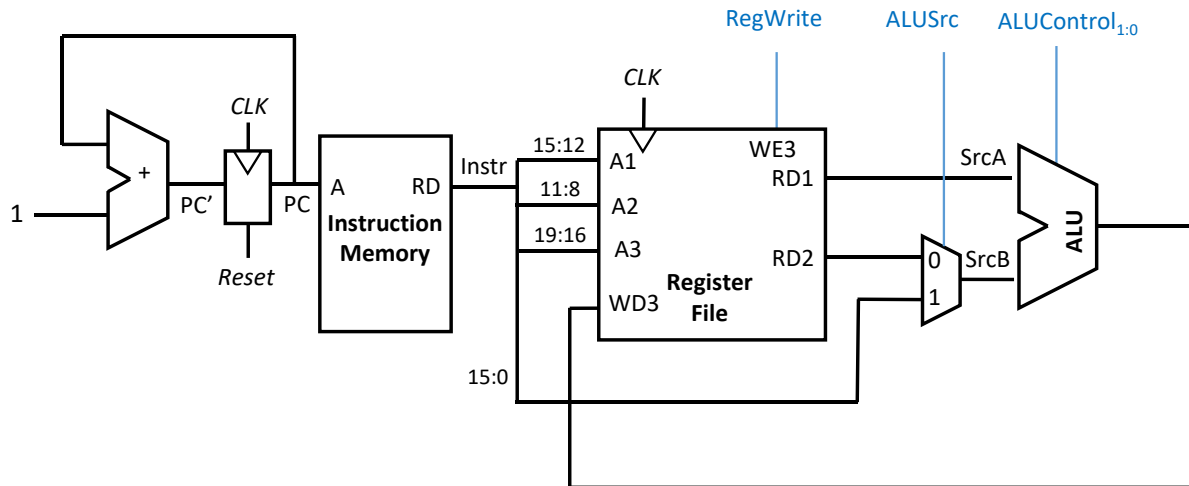 RegWrite
ALUSrc
ALUControl1:0
CLK
CLK
+
1
PC’
PC
Reset
A
RD
Instruction
Memory
Instr
15:12
11:8
19:16
15:0
A1
A2
A3
WD3
WE3
RD1
RD2
Register
File
SrcA
0
1
SrcB
ALU